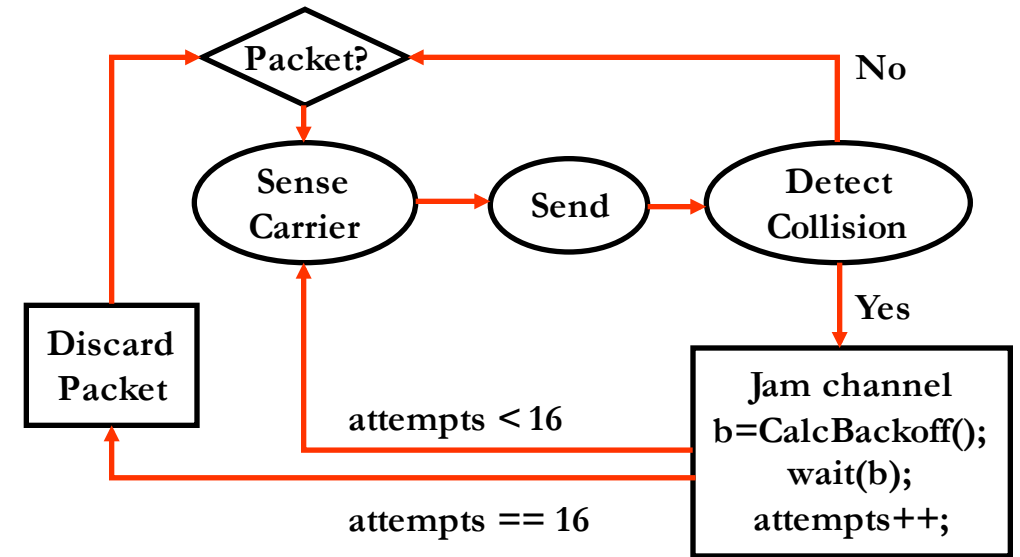 Packet?
No
Sense
Carrier
Send
Detect
Collision
Yes
Discard
Packet
Jam channel
b=CalcBackoff();
wait(b);
attempts++;
attempts < 16
attempts == 16